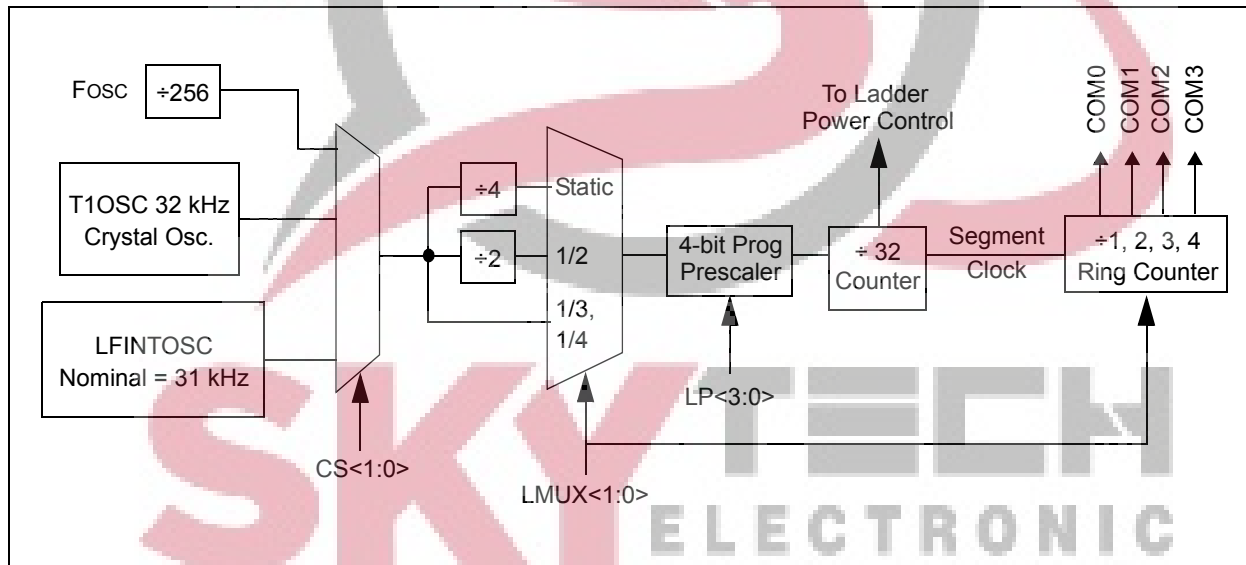 FOSC
÷256
T1OSC 32 kHz
Crystal Osc.
LFINTOSC
Nominal = 31 kHz
CS<1:0>
÷4
÷2
Static
1/2
1/3,
1/4
LMUX<1:0>
4-bit Prog
Prescaler
LP<3:0>
To Ladder
Power Control
÷ 32
Counter
Segment
Clock
÷1, 2, 3, 4
Ring Counter
COM0
COM1
COM2
COM3
SKYTECH
ELECTRONIC